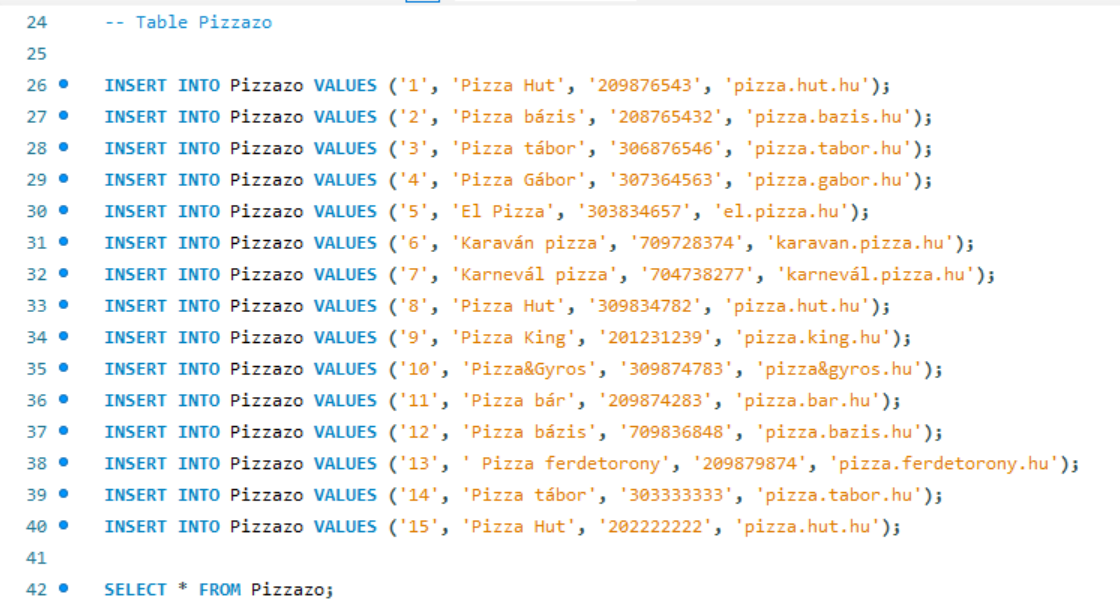 24 -- Table Pizzazo
25
26 INSERT INTO Pizzazo VALUES ('1', 'Pizza Hut', '209876543', 'pizza.hut.hu');
27 INSERT INTO Pizzazo VALUES ('2', 'Pizza bázis', '208765432', 'pizza.bazis.hu');
28 INSERT INTO Pizzazo VALUES ('3', 'Pizza tábor', '306876546', 'pizza.tabor.hu');
29 INSERT INTO Pizzazo VALUES ('4', 'Pizza Gábor', '307364563', 'pizza.gabor.hu');
30 INSERT INTO Pizzazo VALUES ('5', 'El Pizza', '303834657', 'el.pizza.hu');
31 INSERT INTO Pizzazo VALUES ('6', 'Karaván pizza', '709728374', 'karavan.pizza.hu');
32 INSERT INTO Pizzazo VALUES ('7', 'Karnevál pizza', '704738277', 'karnevál.pizza.hu');
33 INSERT INTO Pizzazo VALUES ('8', 'Pizza Hut', '309834782', 'pizza.hut.hu');
34 INSERT INTO Pizzazo VALUES ('9', 'Pizza King', '201231239', 'pizza.king.hu');
35 INSERT INTO Pizzazo VALUES ('10', 'Pizza&Gyros', '309874783', 'pizza&gyros.hu');
36 INSERT INTO Pizzazo VALUES ('11', 'Pizza bár', '209874283', 'pizza.bar.hu');
37 INSERT INTO Pizzazo VALUES ('12', 'Pizza bázis', '709836848', 'pizza.bazis.hu');
38 INSERT INTO Pizzazo VALUES ('13', ' Pizza ferdetorony', '209879874', 'pizza.ferdetorony.hu');
39 INSERT INTO Pizzazo VALUES ('14', 'Pizza tábor', '303333333', 'pizza.tabor.hu');
40 INSERT INTO Pizzazo VALUES ('15', 'Pizza Hut', '202222222', 'pizza.hut.hu');
41
42 SELECT * FROM Pizzazo;